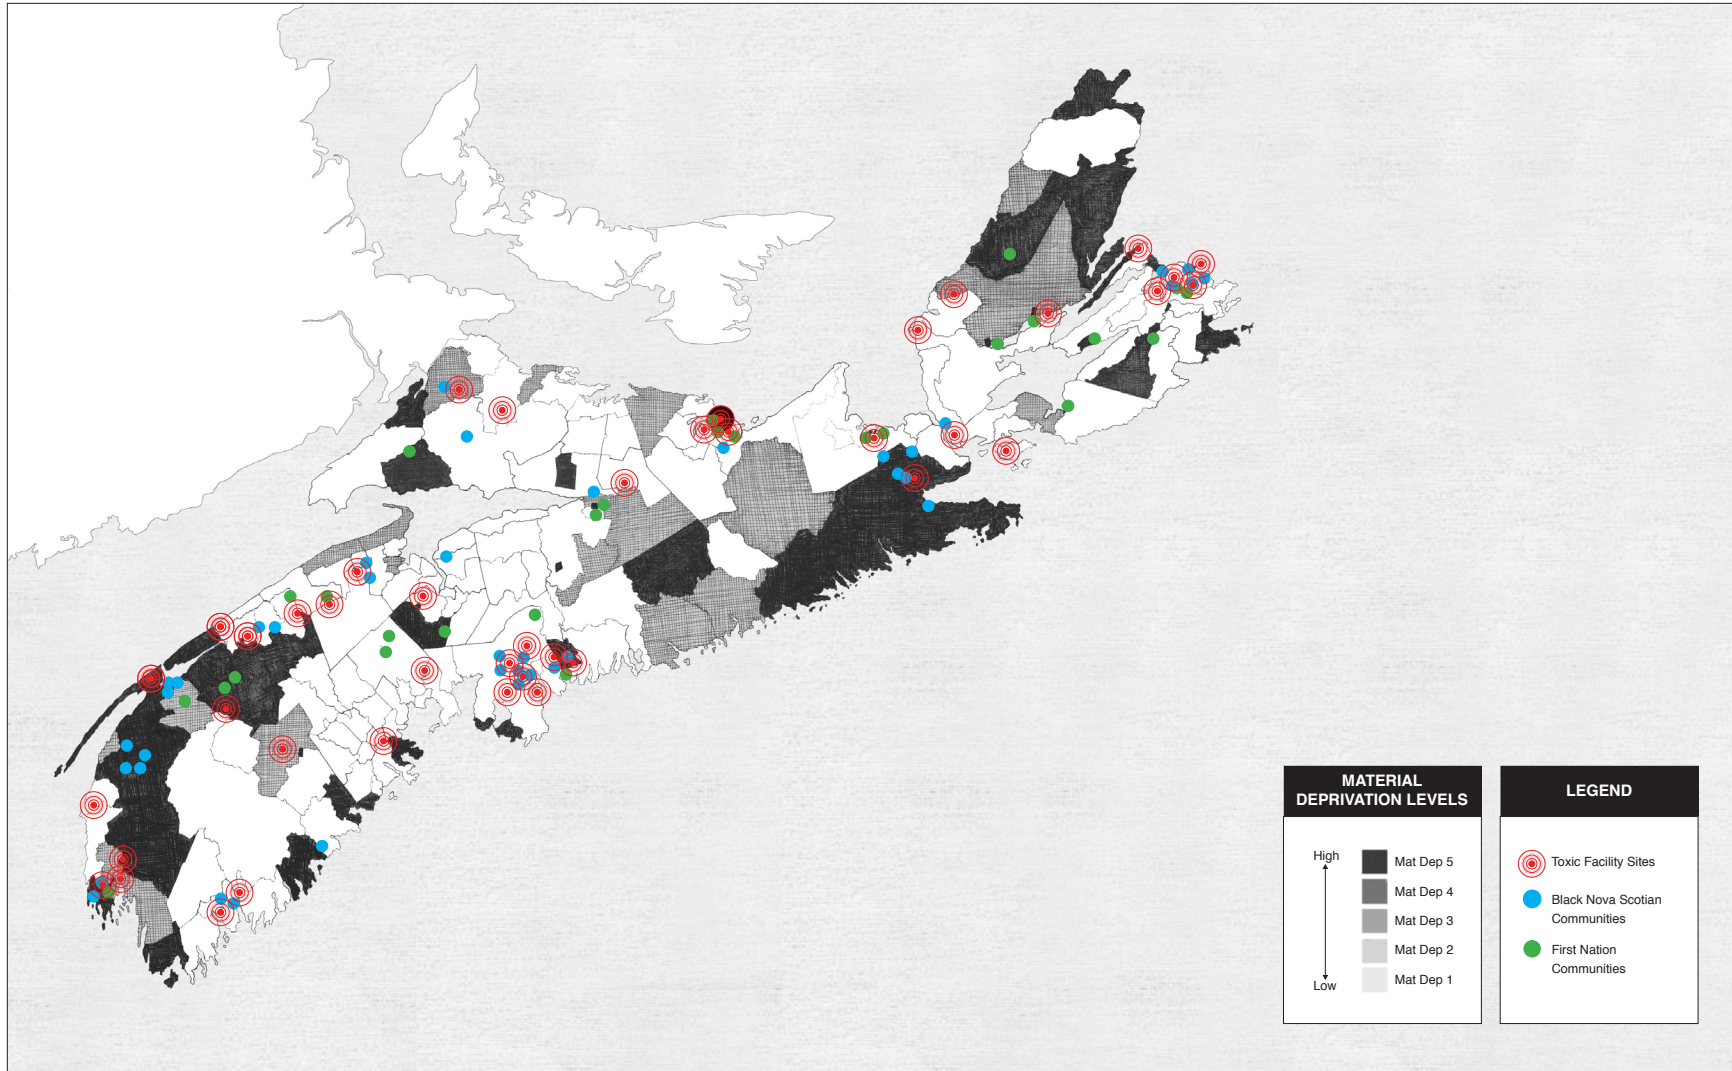 MATERIAL
DEPRIVATION LEVELS
High
Low
Mat Dep 5
Mat Dep 4
Mat Dep 3
Mat Dep 2
Mat Dep 1
LEGEND
Toxic Facility Sites
Black Nova Scotian
Communities
First Nation
Communities